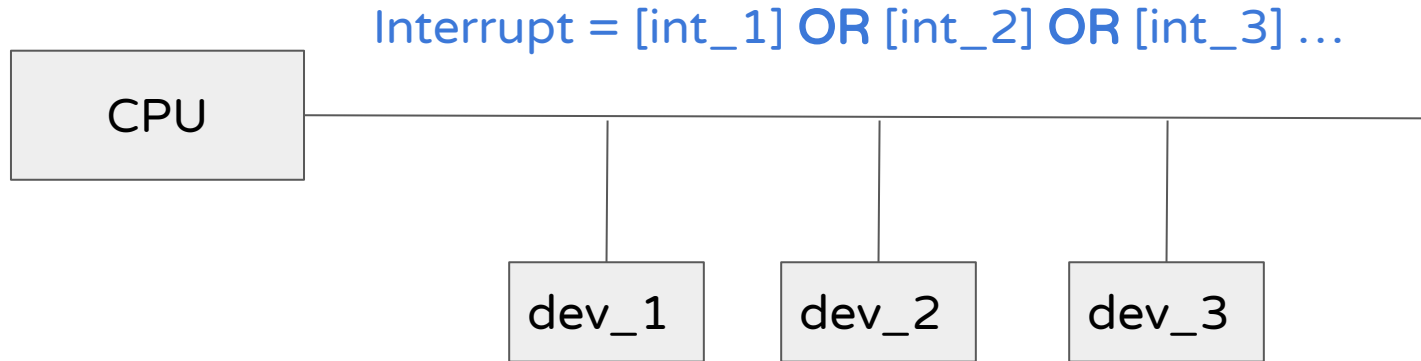 Interrupt = [int_1] OR [int_2] OR [int_3] ...
CPU
dev_1
dev_2
dev_3